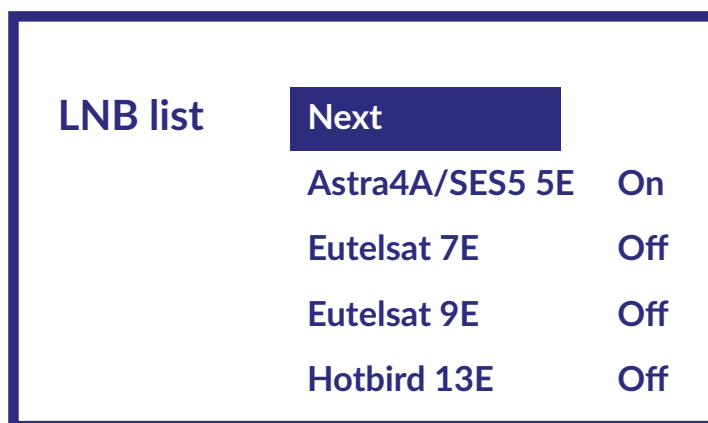 LNB list Next
Astra4A/SES5 5E On
Eutelsat 7E Off
Eutelsat 9E Off
Hotbird 13E Off